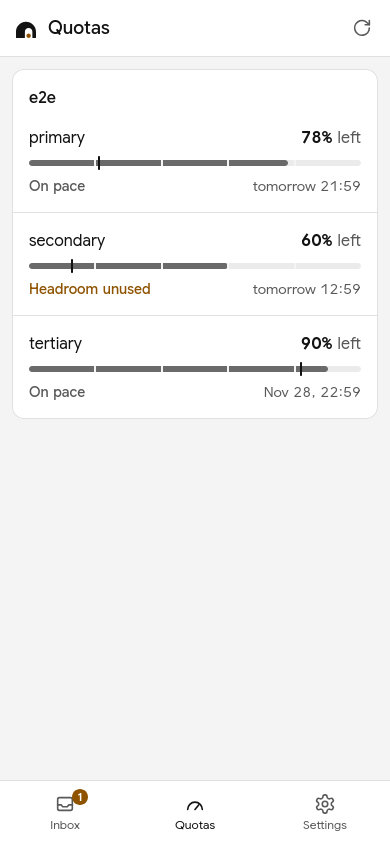 Quotas
e2e
primary 78% left
On pace tomorrow 21:59
secondary 60% left
Headroom unused tomorrow 12:59
tertiary 90% left
On pace Nov 28, 22:59
1
Inbox Quotas Settings